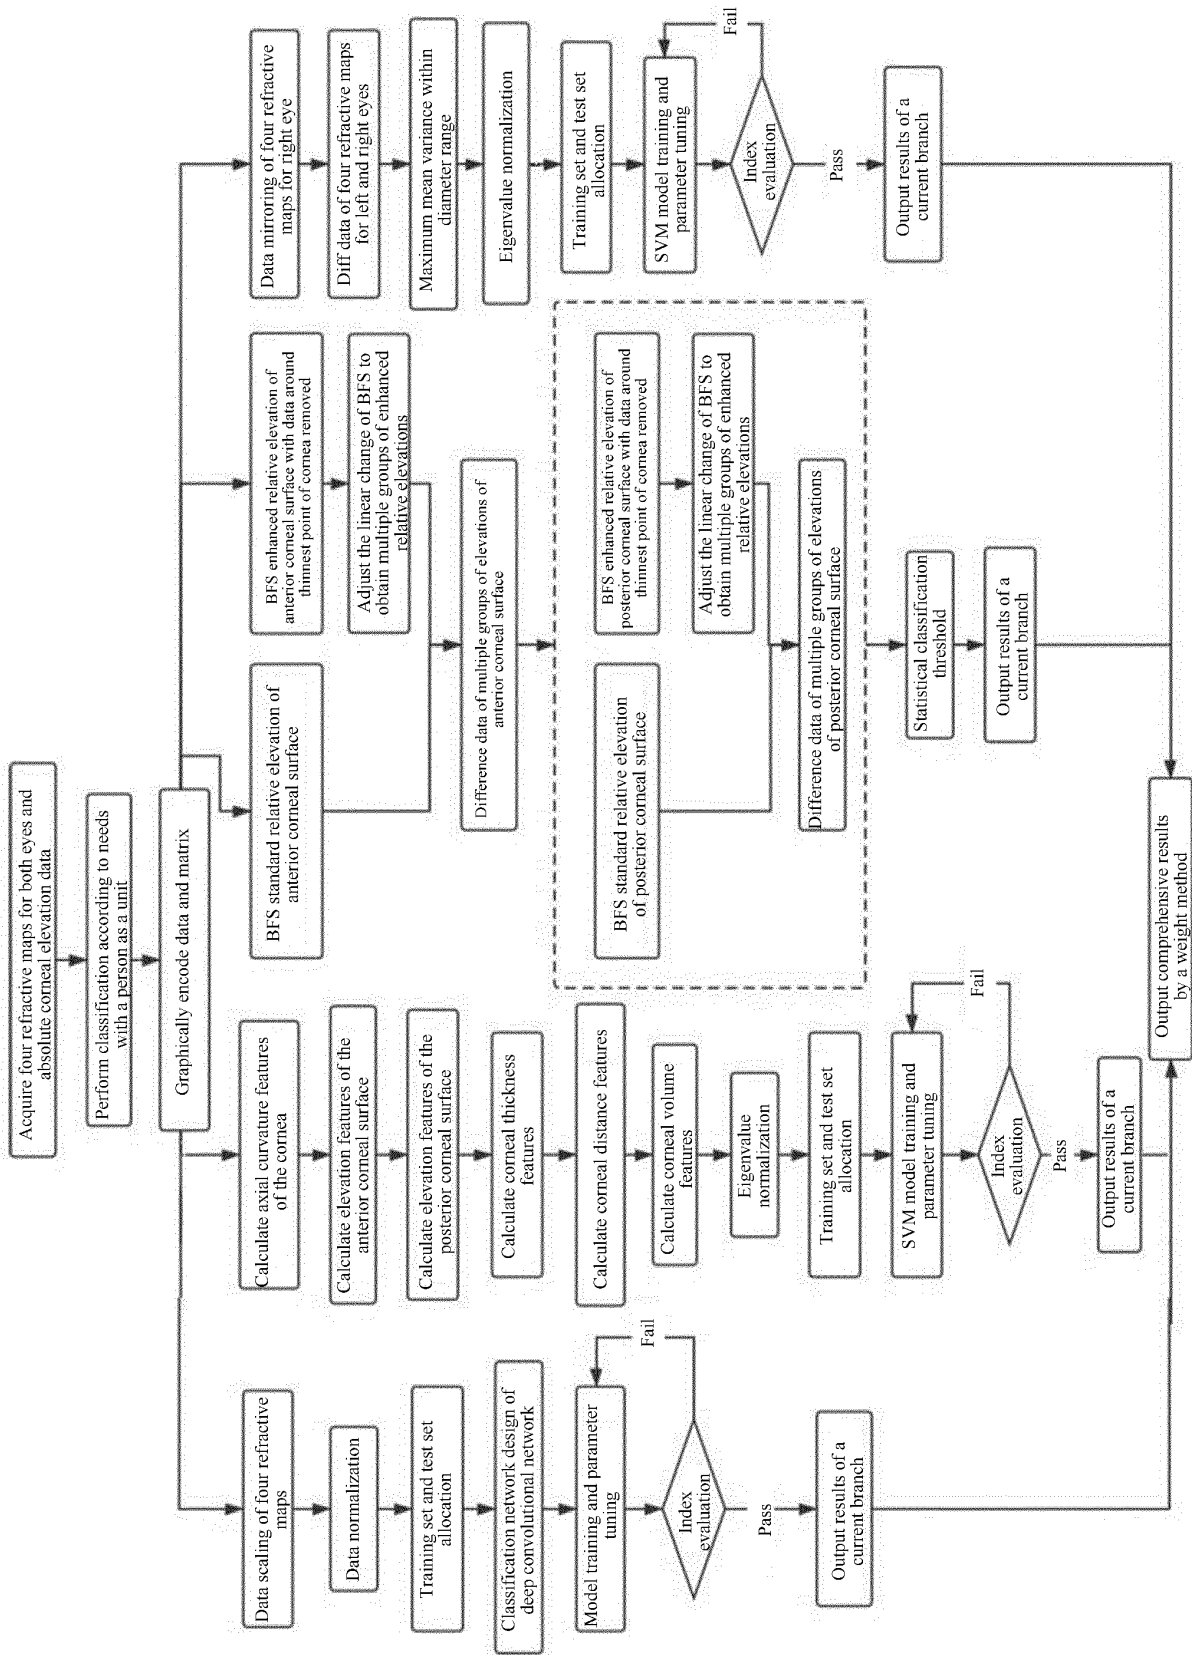 Acquire four refractive maps for both eyes and
absolute corneal elevation data
Perform classification according to needs
with a person as a unit
Graphically encode data and matrix
Data scaling of four refractive
maps
Data normalization
Training set and test set
allocation
Classification network design of
deep convolutional network
Model training and parameter
tuning
Index
evaluation
Fail
Pass
Output results of a
current branch
Calculate axial curvature features
of the cornea
Calculate elevation features of the
anterior corneal surface
Calculate elevation features of the
posterior corneal surface
Calculate corneal thickness
features
Calculate corneal distance features
Calculate corneal volume
features
Eigenvalue
normalization
Training set and test set
allocation
SVM model training and
parameter tuning
Index
evaluation
Fail
Pass
Output results of a
current branch
BFS standard relative elevation of
anterior corneal surface
BFS enhanced relative elevation of
anterior corneal surface with data around
thinnest point of cornea removed
Adjust the linear change of BFS to
obtain multiple groups of enhanced
relative elevations
Difference data of multiple groups of elevations of
anterior corneal surface
BFS standard relative elevation
of posterior corneal surface
BFS enhanced relative elevation of
posterior corneal surface with data around
thinnest point of cornea removed
Adjust the linear change of BFS to
obtain multiple groups of enhanced
relative elevations
Difference data of multiple groups of elevations
of posterior corneal surface
Statistical classification
threshold
Output results of a
current branch
Data mirroring of four refractive
maps for right eye
Diff data of four refractive maps
for left and right eyes
Maximum mean variance within
diameter range
Eigenvalue normalization
Training set and test set
allocation
SVM model training and
parameter tuning
Index
evaluation
Fail
Pass
Output results of a
current branch
Output comprehensive results
by a weight method